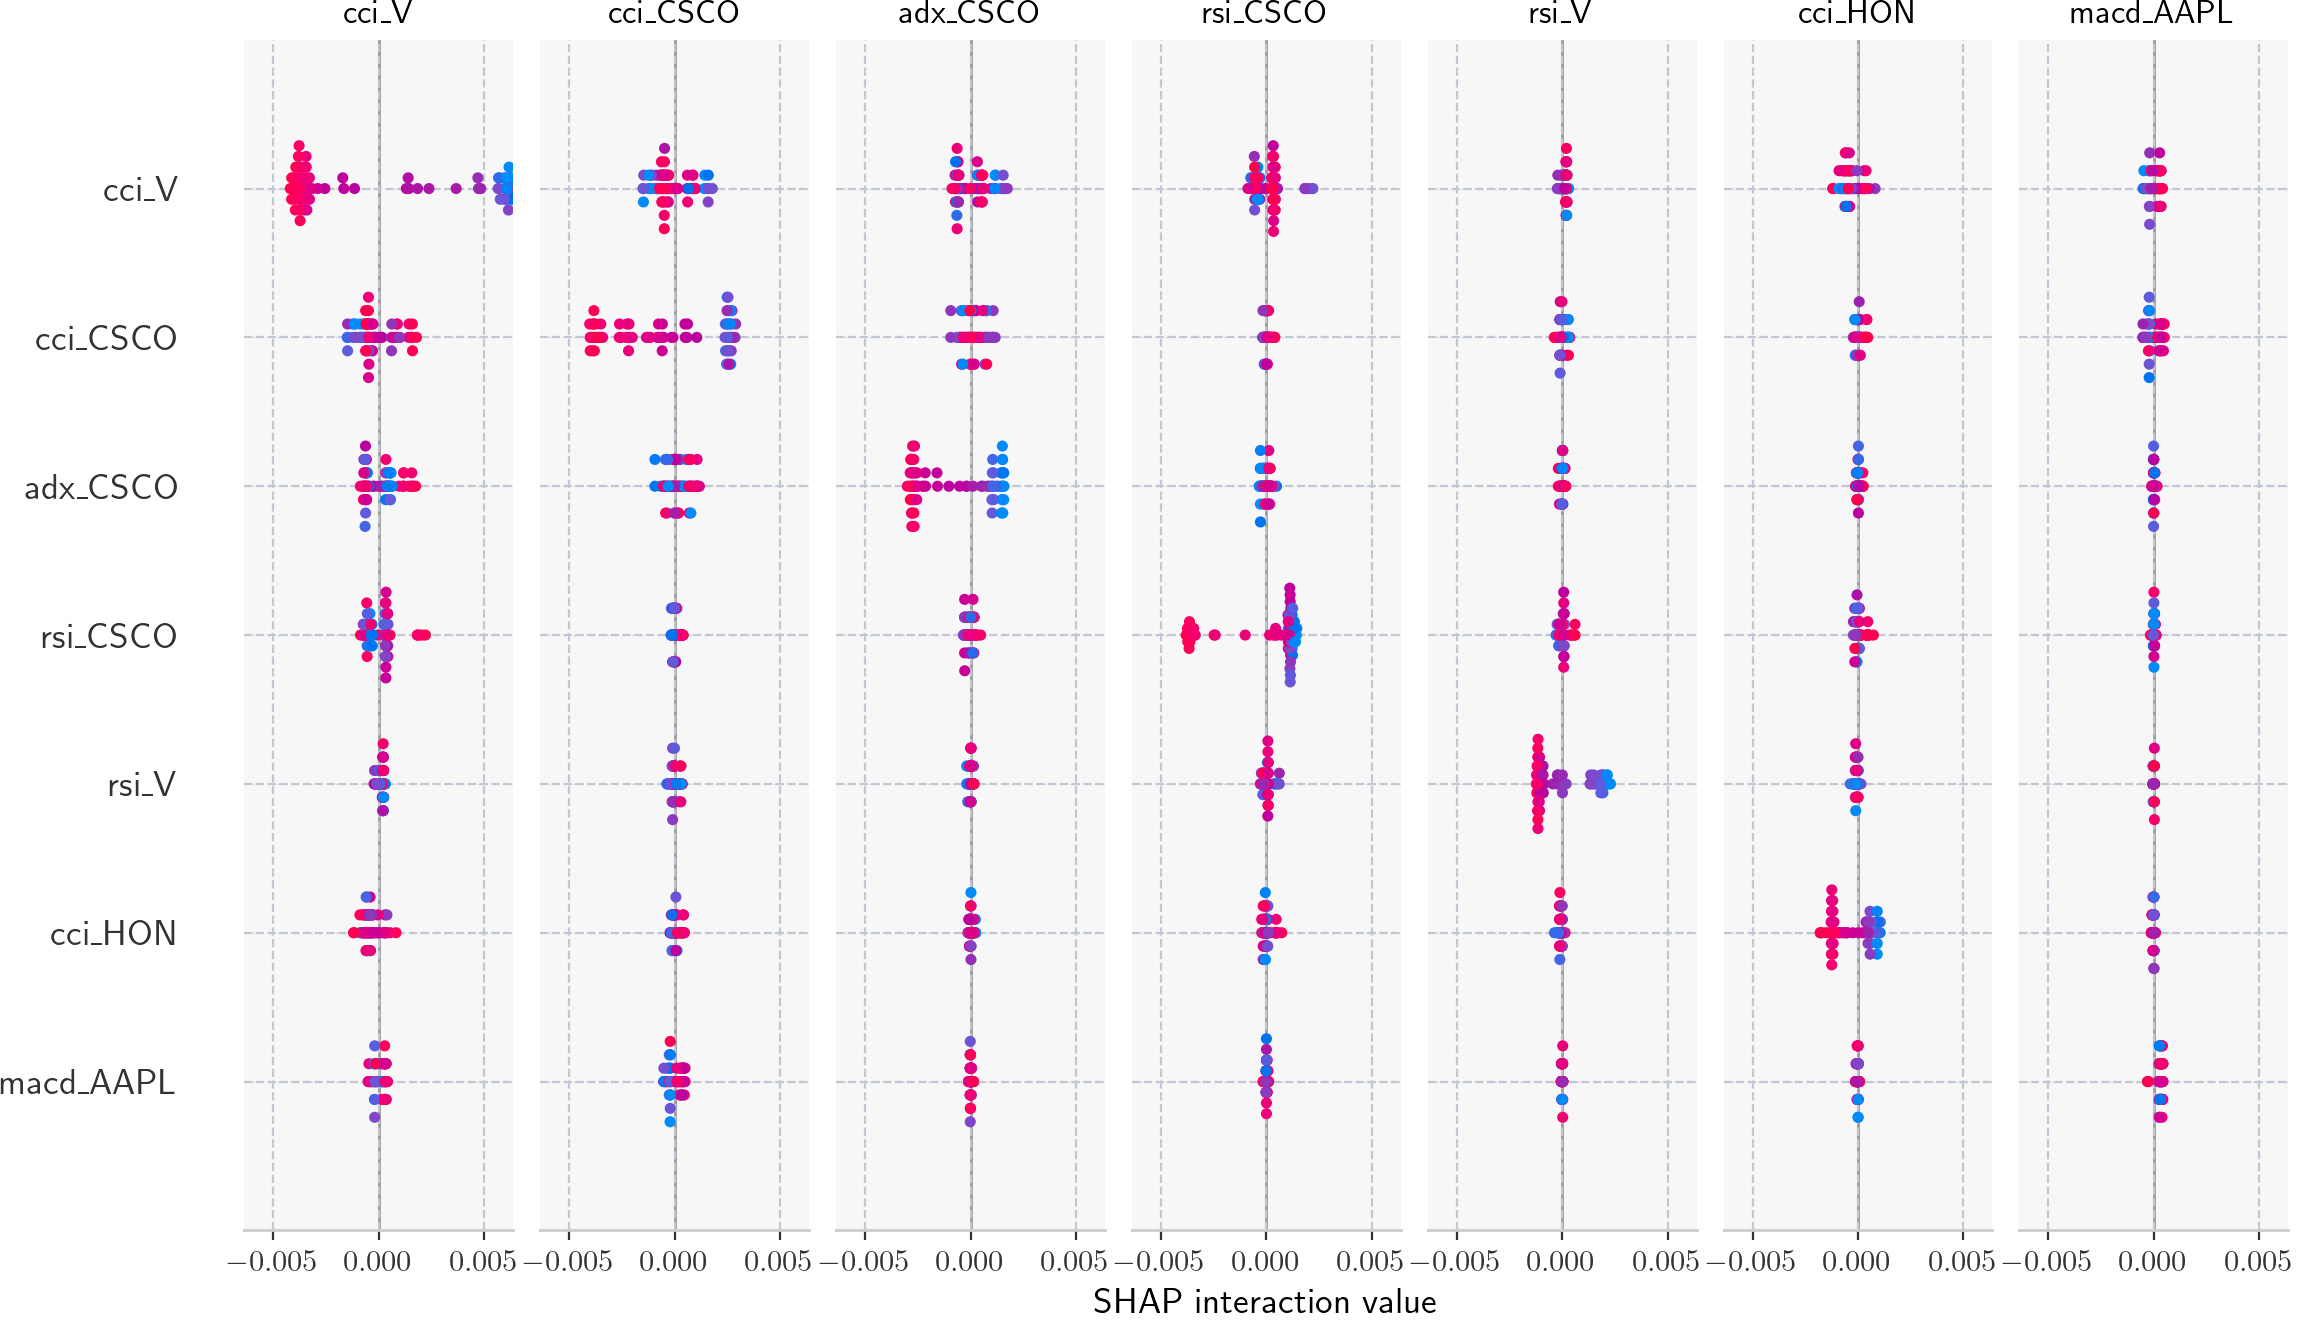 cci_V cci_CSCO adx_CSCO rsi_CSCO rsi_V cci_HON macd_AAPL
cci_V
cci_CSCO
adx_CSCO
rsi_CSCO
rsi_V
cci_HON
macd_AAPL
−0.005 0.000 0.005 −0.005 0.000 0.005 −0.005 0.000 0.005 −0.005 0.000 0.005 −0.005 0.000 0.005 −0.005 0.000 0.005 −0.005 0.000 0.005
SHAP interaction value